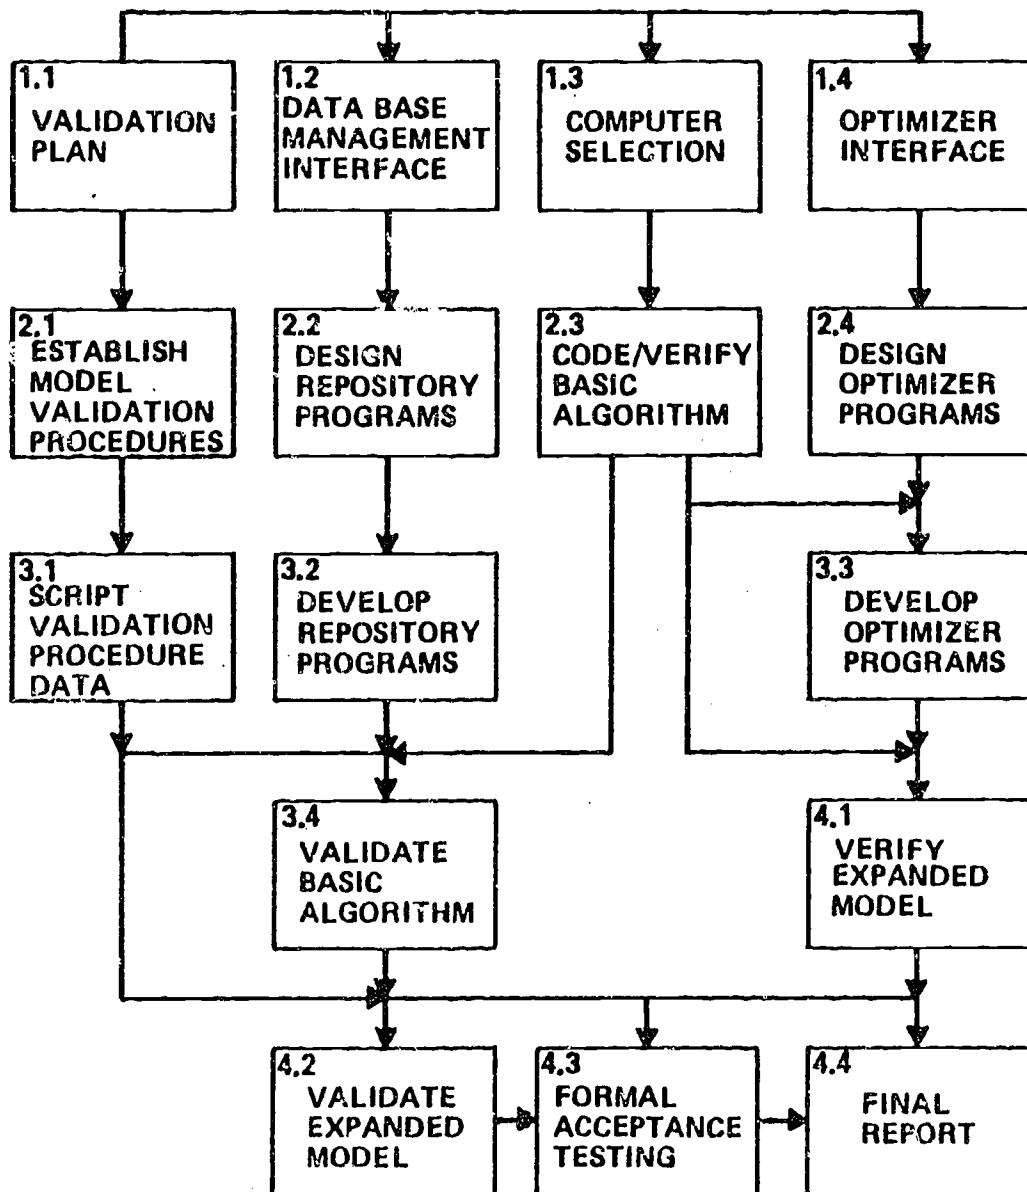 1.1
VALIDATION
PLAN
1.2
DATA BASE
MANAGEMENT
INTERFACE
1.3
COMPUTER
SELECTION
1.4
OPTIMIZER
INTERFACE
2.1
ESTABLISH
MODEL
VALIDATION
PROCEDURES
2.2
DESIGN
REPOSITORY
PROGRAMS
2.3
CODE/VERIFY
BASIC
ALGORITHM
2.4
DESIGN
OPTIMIZER
PROGRAMS
3.1
SCRIPT
VALIDATION
PROCEDURE
DATA
3.2
DEVELOP
REPOSITORY
PROGRAMS
3.3
DEVELOP
OPTIMIZER
PROGRAMS
3.4
VALIDATE
BASIC
ALGORITHM
4.1
VERIFY
EXPANDED
MODEL
4.2
VALIDATE
EXPANDED
MODEL
4.3
FORMAL
ACCEPTANCE
TESTING
4.4
FINAL
REPORT